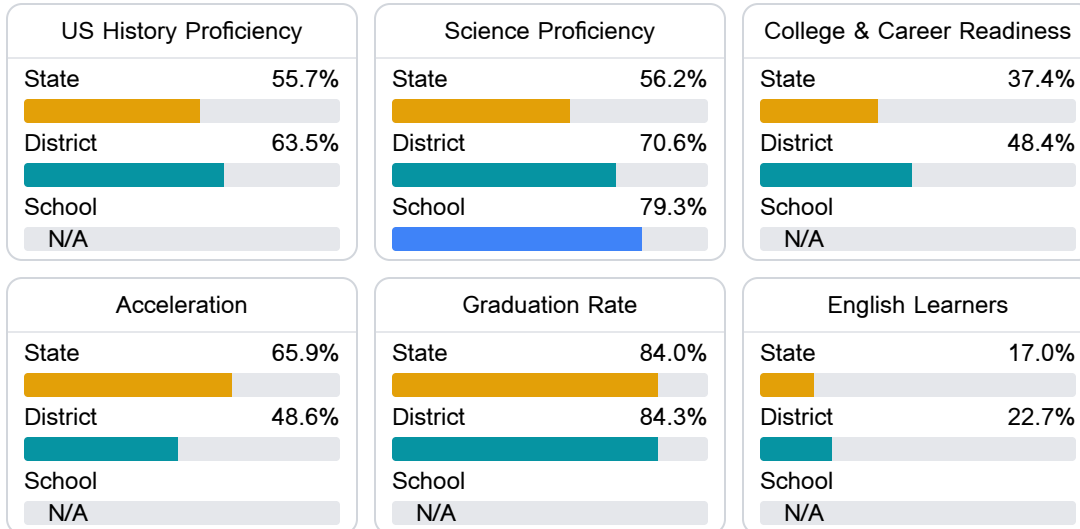 US History Proficiency
State 55.7%
District 63.5%
School
N/A
Science Proficiency
State 56.2%
District 70.6%
School 79.3%
College & Career Readiness
State 37.4%
District 48.4%
School
N/A
Acceleration
State 65.9%
District 48.6%
School
N/A
Graduation Rate
State 84.0%
District 84.3%
School
N/A
English Learners
State 17.0%
District 22.7%
School
N/A